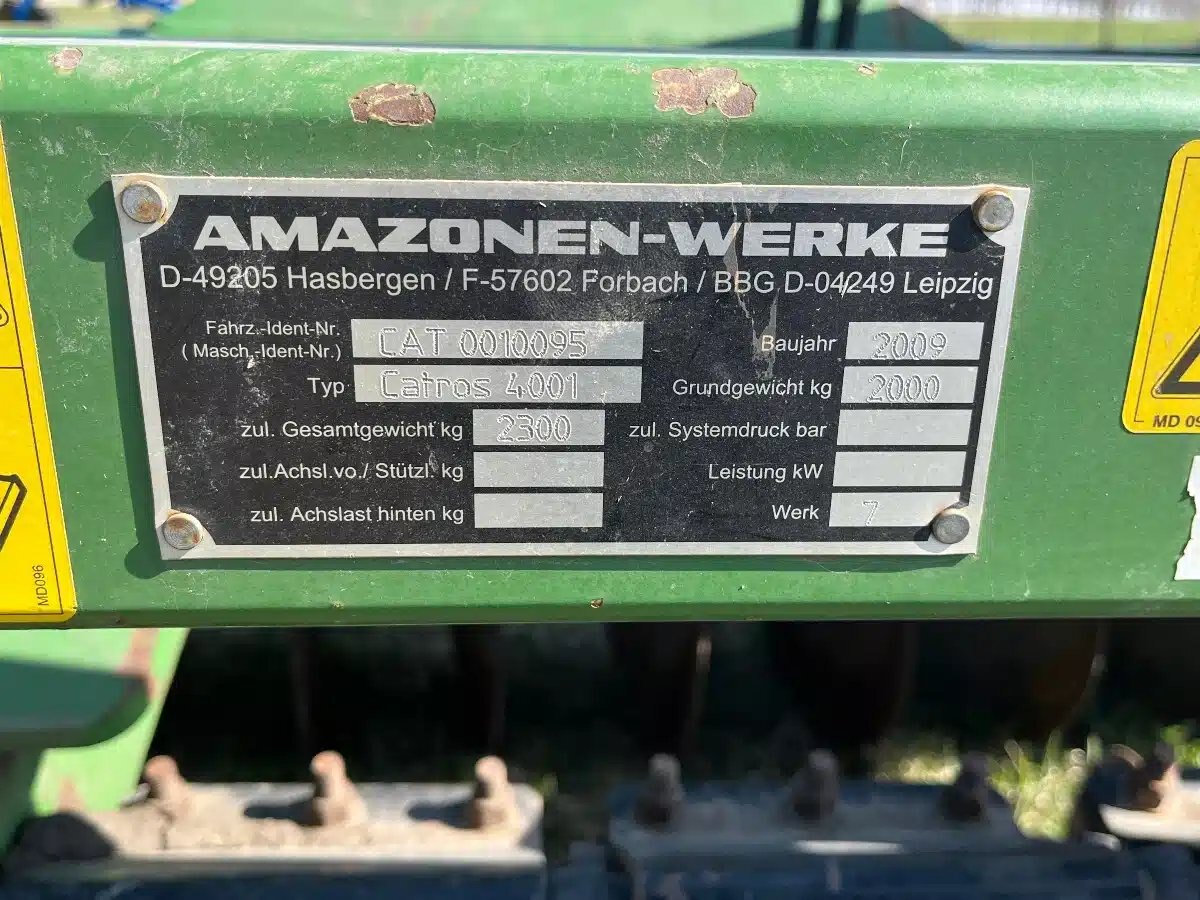 AMAZONEN-WERKE
D-49205 Hasbergen / F-57602 Forbach / BBG D-04249 Leipzig
Fahrz.-Ident-Nr.
( Masch.-Ident-Nr.) CAT 0010095
Baujahr 2009
Typ Catros 4001
Grundgewicht kg 2000
zul. Gesamtgewicht kg 2300
zul. Systemdruck bar
zul.Achsl.vo./ Stützl. kg
Leistung kW
zul. Achslast hinten kg
Werk 7
MD096
MD